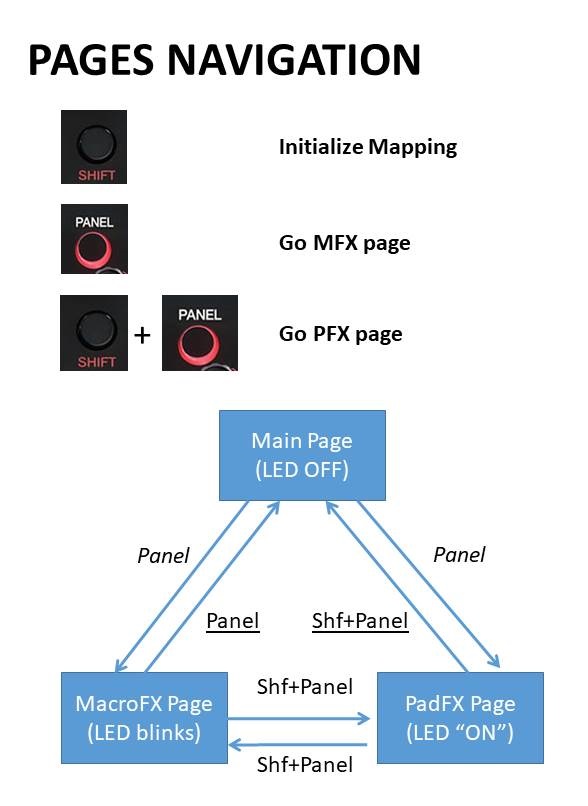 PAGES NAVIGATION
SHIFT
Initialize Mapping
PANEL
Go MFX page
SHIFT
+
PANEL
Go PFX page
Main Page
(LED OFF)
Panel
Panel
Panel
Shf+Panel
MacroFX Page
(LED blinks)
Shf+Panel
Shf+Panel
PadFX Page
(LED “ON”)